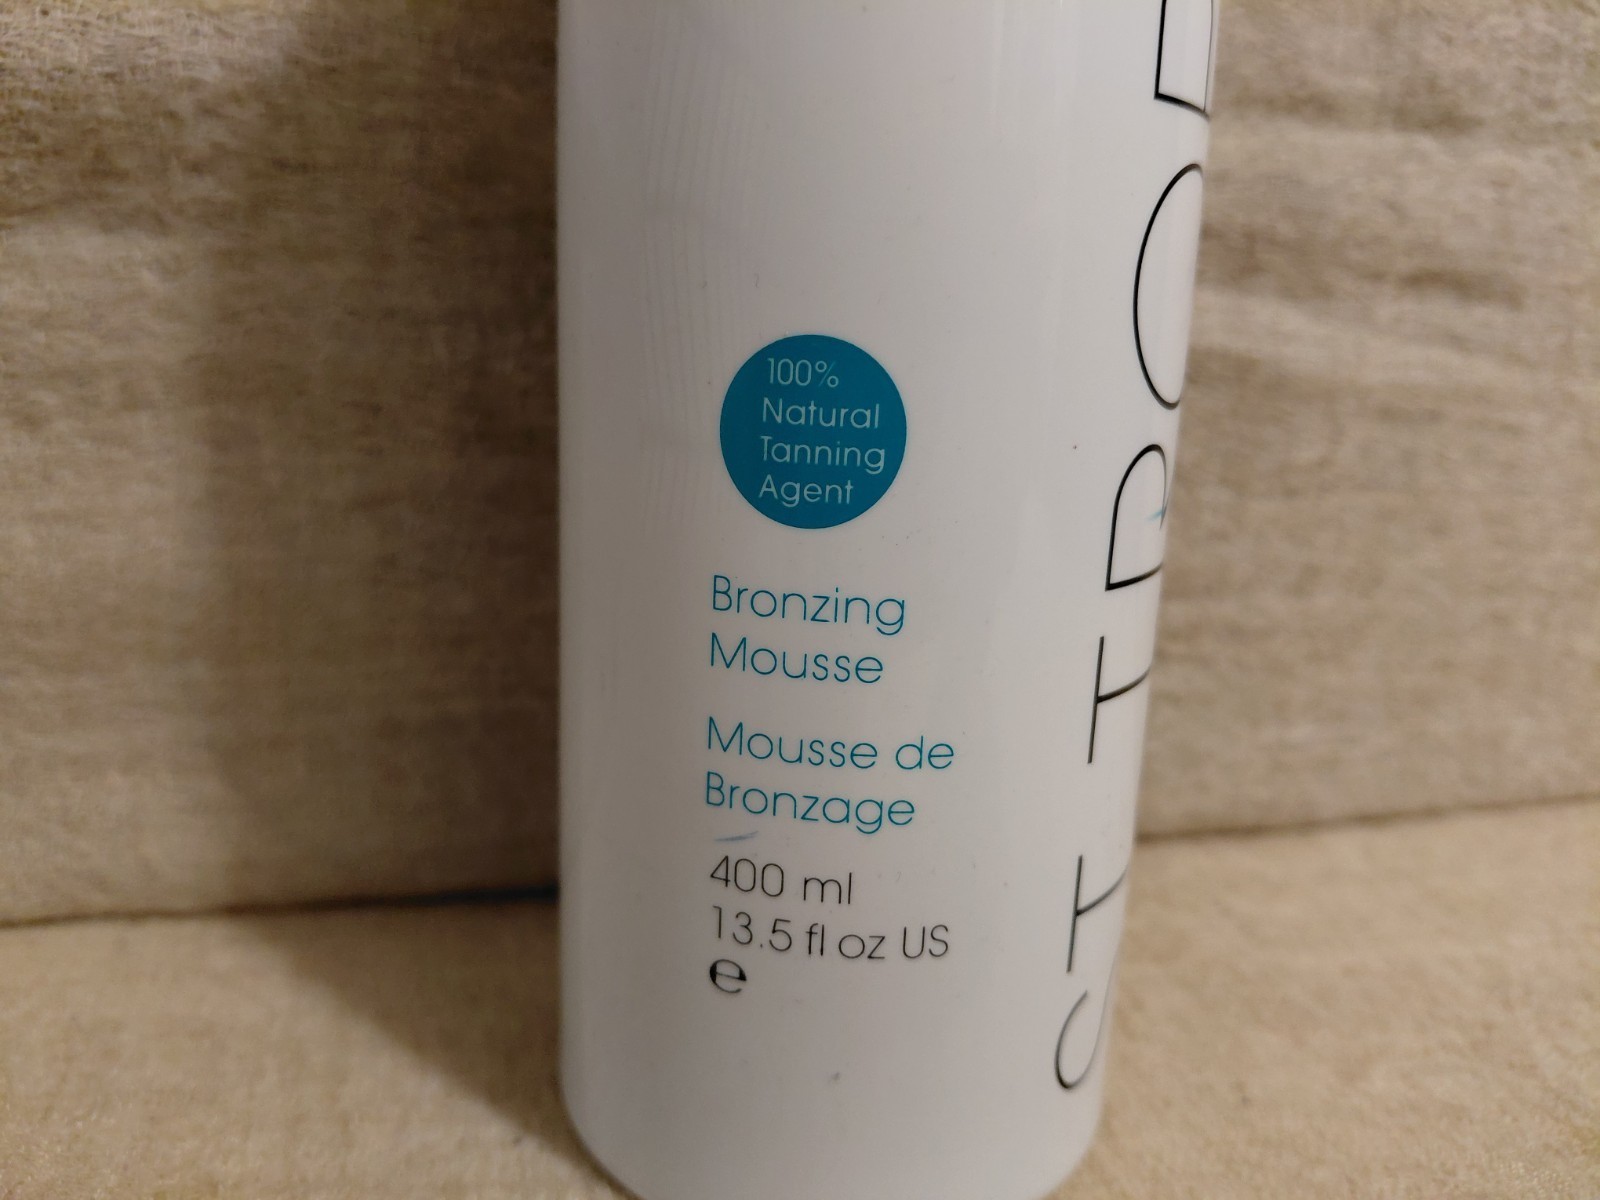 100%
Natural
Tanning
Agent
Bronzing
Mousse
Mousse de
Bronzage
400 ml
13.5 fl oz US
℮